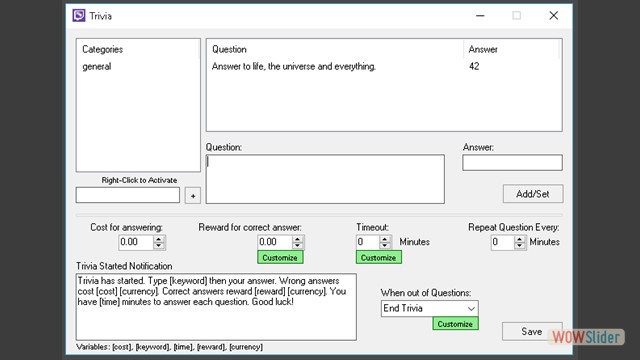 Trivia
Categories
general
Question Answer
Answer to life, the universe and everything. 42
Question:
Answer:
Right-Click to Activate
+
Add/Set
Cost for answering:
0.00
Reward for correct answer:
0.00
Customize
Timeout:
0 Minutes
Customize
Repeat Question Every:
0 Minutes
Trivia Started Notification
Trivia has started. Type [keyword] then your answer. Wrong answers
cost [cost] [currency]. Correct answers reward [reward] [currency]. You
have [time] minutes to answer each question. Good luck!
Variables: [cost], [keyword], [time], [reward], [currency]
When out of Questions:
End Trivia
Customize
Save
WOWSlider